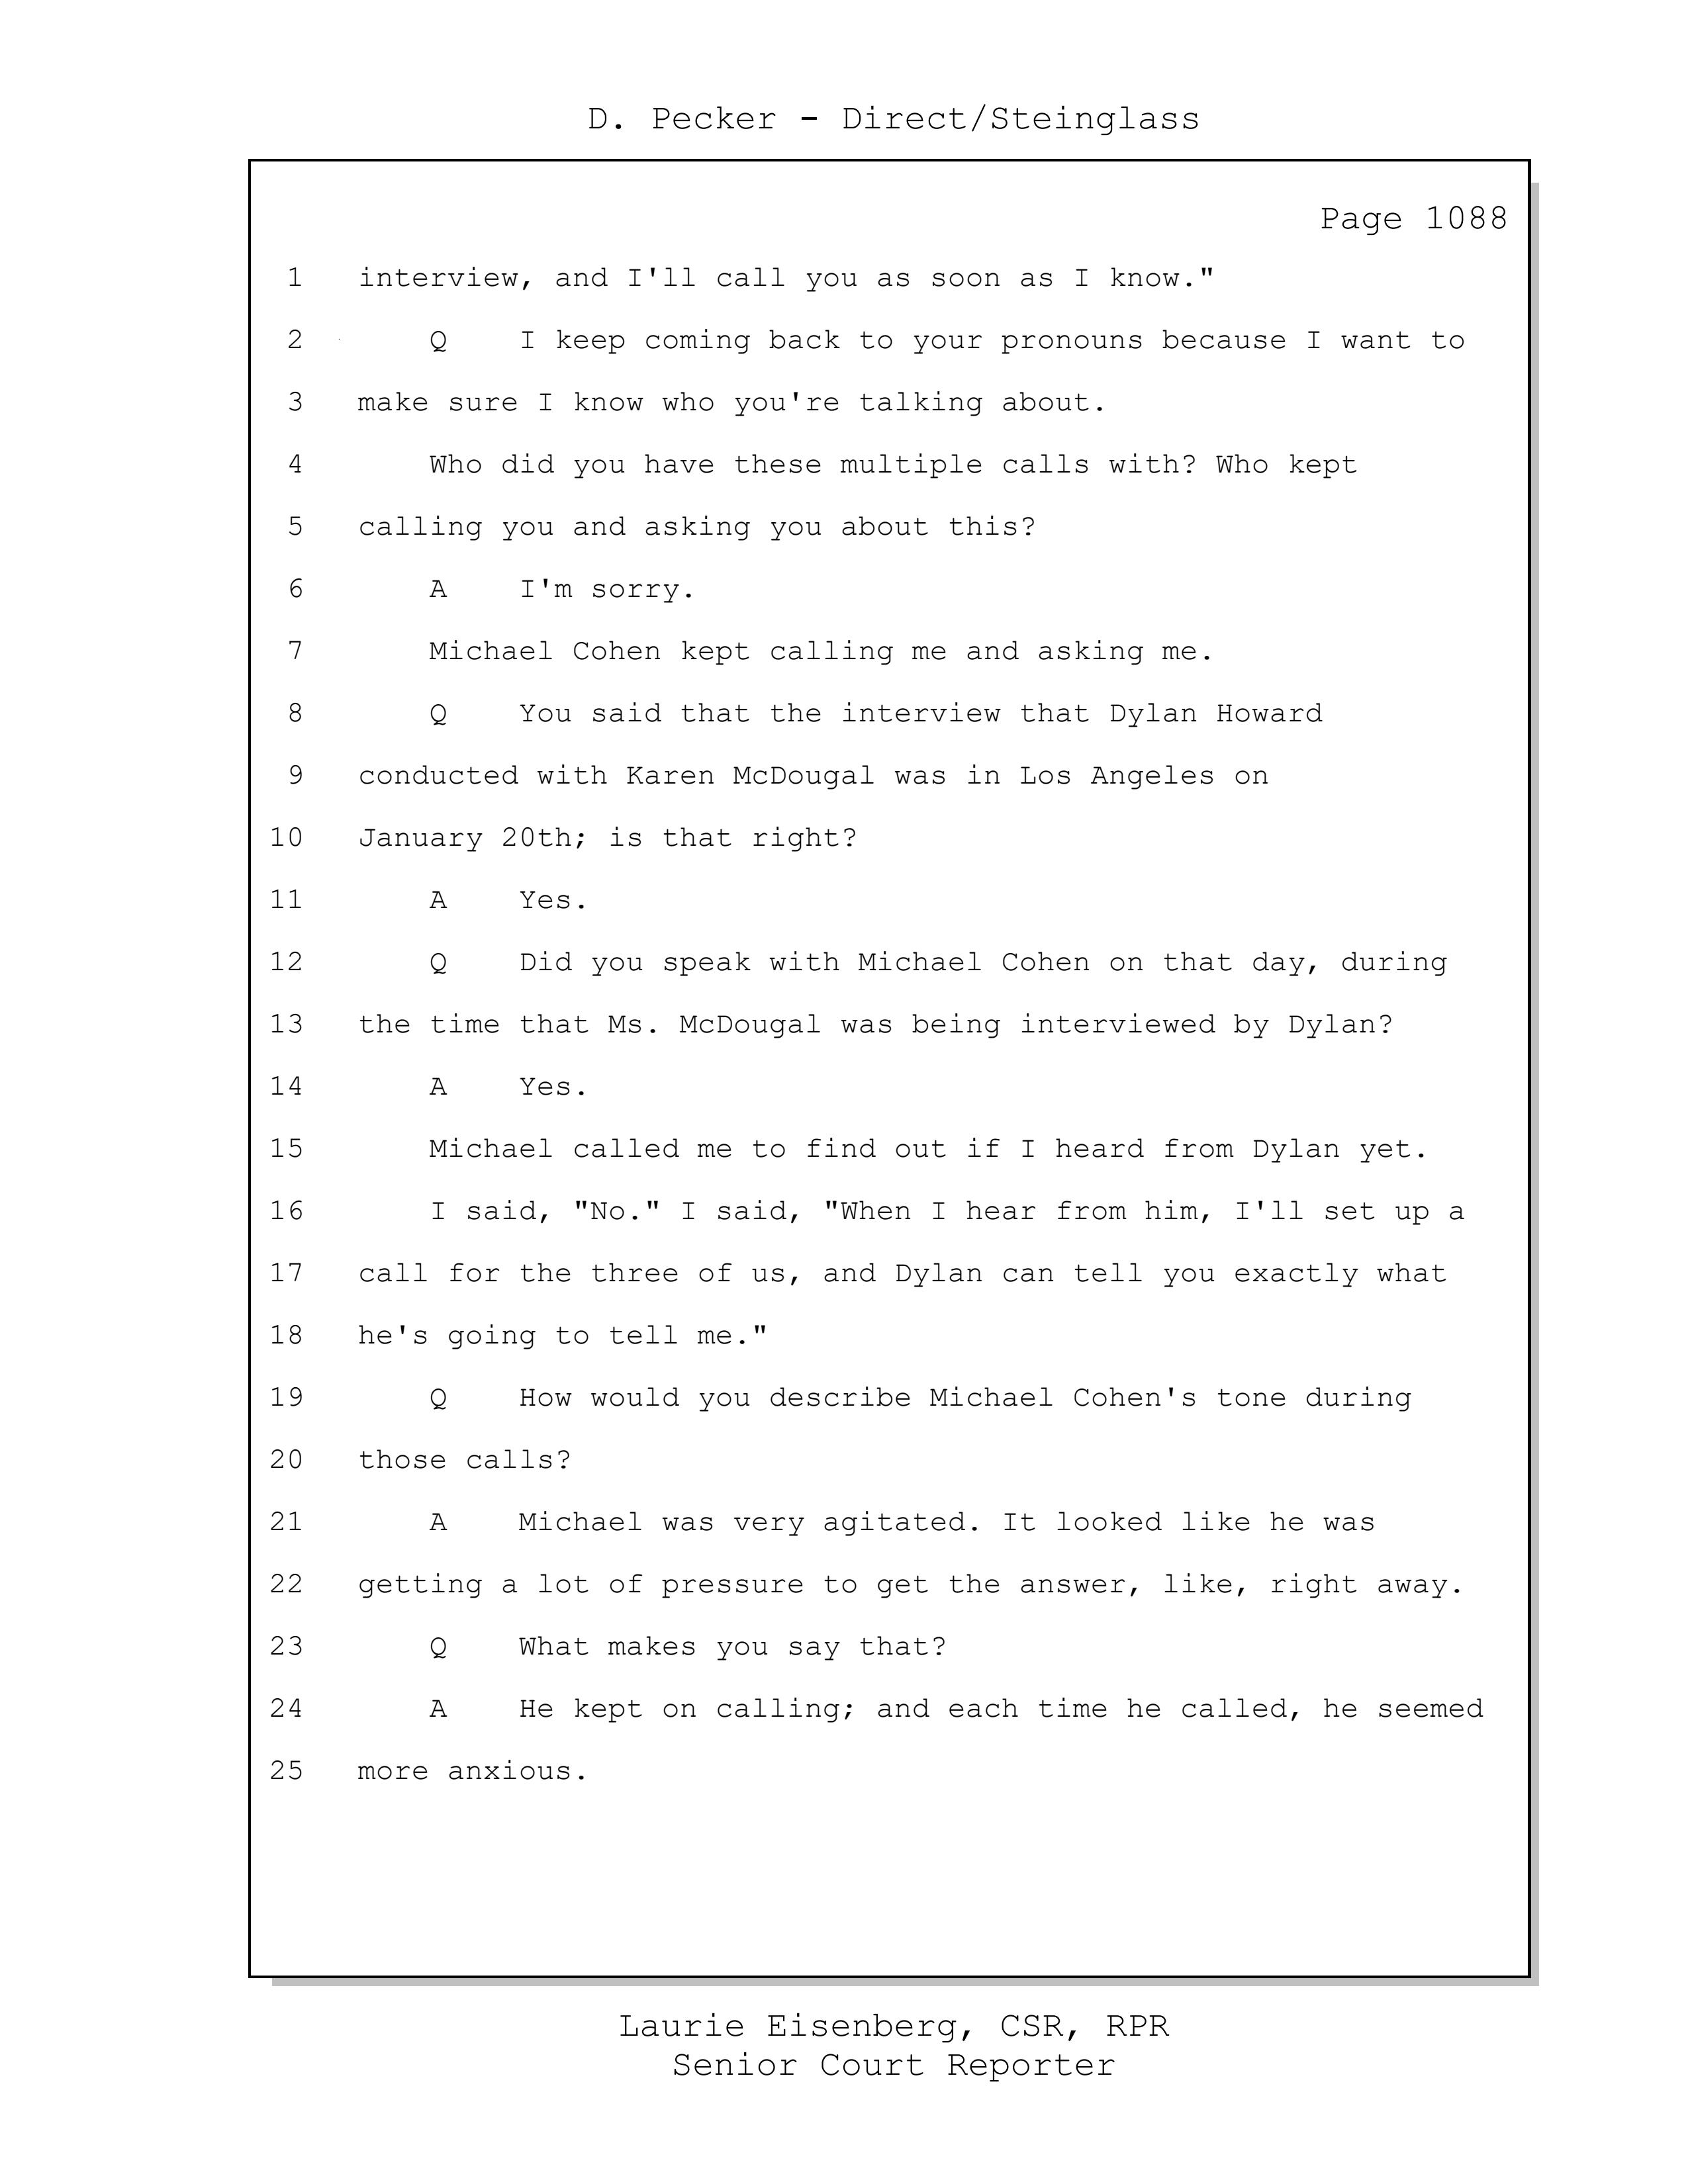 D. Pecker - Direct/Steinglass
Page 1088
1 interview, and I'll call you as soon as I know."
2 Q I keep coming back to your pronouns because I want to
3 make sure I know who you're talking about.
4 Who did you have these multiple calls with? Who kept
5 calling you and asking you about this?
6 A I'm sorry.
7 Michael Cohen kept calling me and asking me.
8 Q You said that the interview that Dylan Howard
9 conducted with Karen McDougal was in Los Angeles on
10 January 20th; is that right?
11 A Yes.
12 Q Did you speak with Michael Cohen on that day, during
13 the time that Ms. McDougal was being interviewed by Dylan?
14 A Yes.
15 Michael called me to find out if I heard from Dylan yet.
16 I said, "No." I said, "When I hear from him, I'll set up a
17 call for the three of us, and Dylan can tell you exactly what
18 he's going to tell me."
19 Q How would you describe Michael Cohen's tone during
20 those calls?
21 A Michael was very agitated. It looked like he was
22 getting a lot of pressure to get the answer, like, right away.
23 Q What makes you say that?
24 A He kept on calling; and each time he called, he seemed
25 more anxious.
Laurie Eisenberg, CSR, RPR
Senior Court Reporter